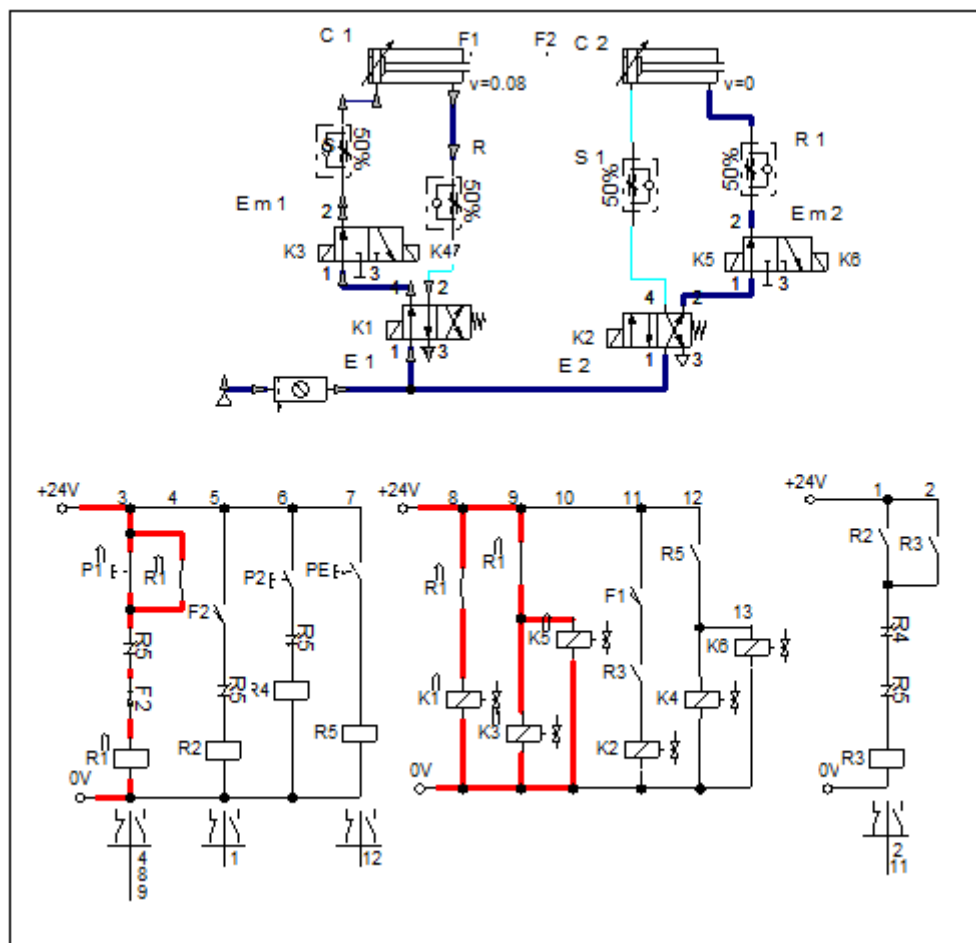 C 1 F1 F2 C 2
v=0.08 v=0
S 50% R 50% S 1 50% R 1 50%
E m 1 2 2 E m 2
K3 K4 K5 K6
1 3 4 2 4 2 1 3
K1 K2
1 3 1 3
E 1 E 2
+24V 3 4 5 6 7 +24V 8 9 10 11 12 +24V 1 2
P1 R1 P2 PE R1 R1 R5 R2 R3
F2 K5 F1 13 K6
R5 R5 R5 R3 R4
F2 R4 K1 K4 R5
R1 R2 R5 K3 K2 R3
0V 0V 0V
4 1 12 2
8 11
9